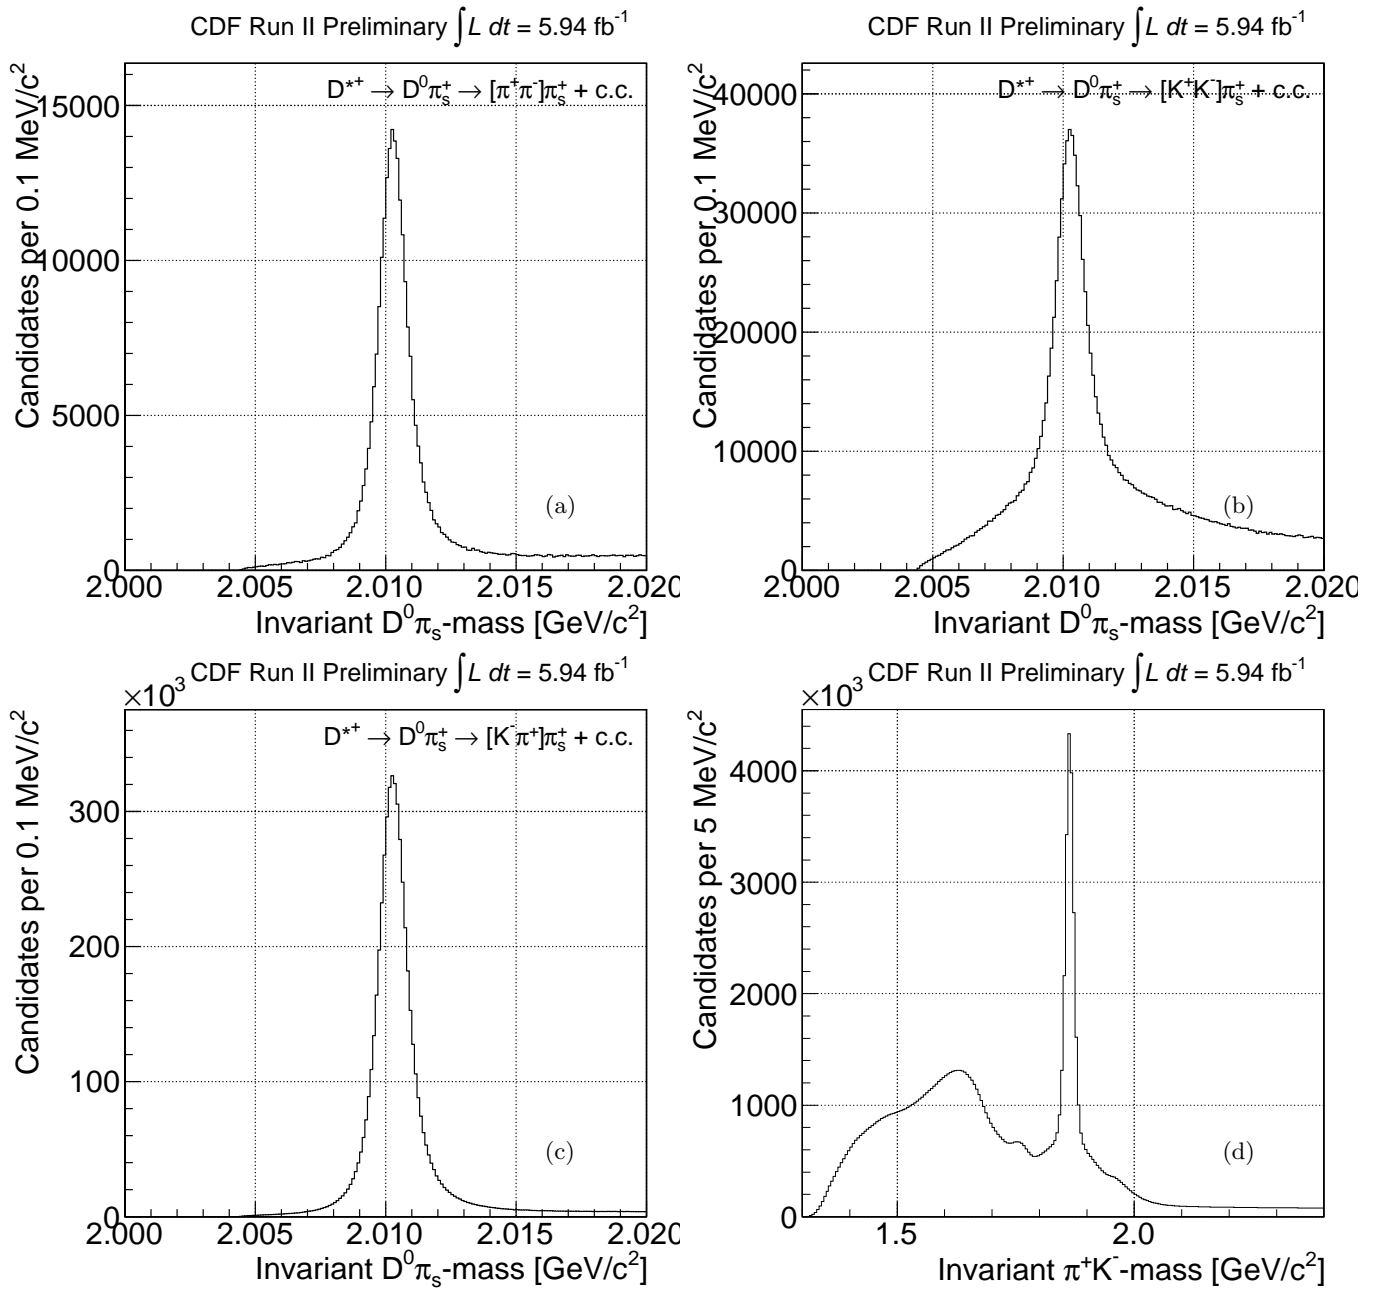 CDF Run II Preliminary ∫L dt = 5.94 fb⁻¹
D*⁺ → D⁰πₛ⁺ → [π⁺π⁻]πₛ⁺ + c.c.
Candidates per 0.1 MeV/c²
15000
10000
5000
0
(a)
2.000 2.005 2.010 2.015 2.020
Invariant D⁰πₛ-mass [GeV/c²]
CDF Run II Preliminary ∫L dt = 5.94 fb⁻¹
D*⁺ → D⁰πₛ⁺ → [K⁺K⁻]πₛ⁺ + c.c.
Candidates per 0.1 MeV/c²
40000
30000
20000
10000
0
(b)
2.000 2.005 2.010 2.015 2.020
Invariant D⁰πₛ-mass [GeV/c²]
CDF Run II Preliminary ∫L dt = 5.94 fb⁻¹
×10³
D*⁺ → D⁰πₛ⁺ → [K⁻π⁺]πₛ⁺ + c.c.
Candidates per 0.1 MeV/c²
300
200
100
0
(c)
2.000 2.005 2.010 2.015 2.020
Invariant D⁰πₛ-mass [GeV/c²]
CDF Run II Preliminary ∫L dt = 5.94 fb⁻¹
×10³
Candidates per 5 MeV/c²
4000
3000
2000
1000
0
(d)
1.5 2.0
Invariant π⁺K⁻-mass [GeV/c²]